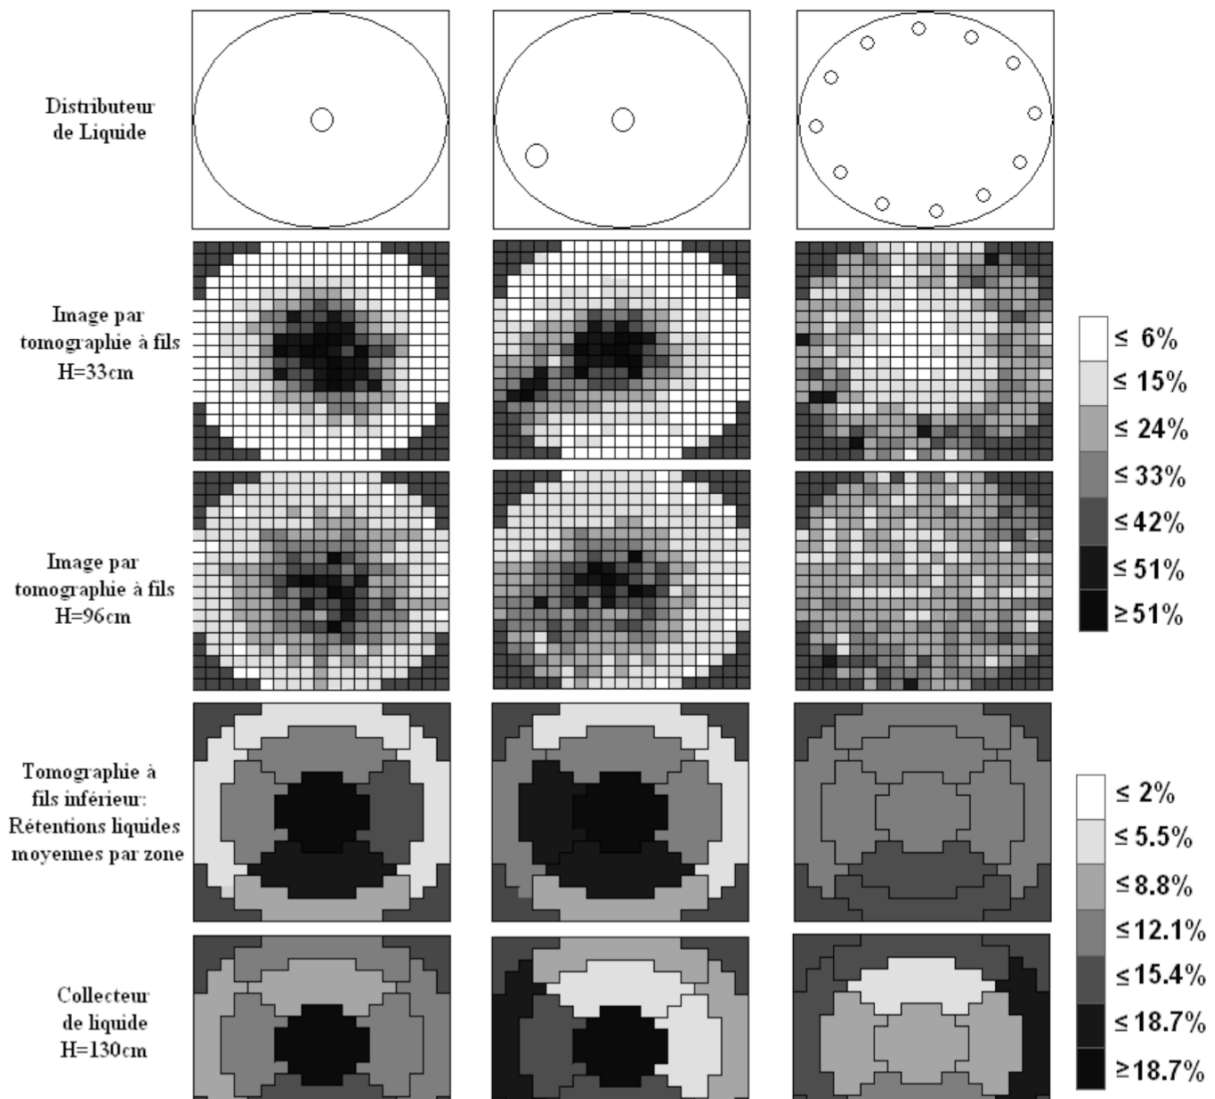 Distributeur
de Liquide
Image par
tomographie à fils
H=33cm
≤ 6%
≤ 15%
≤ 24%
≤ 33%
≤ 42%
≤ 51%
≥ 51%
Image par
tomographie à fils
H=96cm
Tomographie à
fils inférieur:
Rétentions liquides
moyennes par zone
≤ 2%
≤ 5.5%
≤ 8.8%
≤ 12.1%
≤ 15.4%
≤ 18.7%
≥ 18.7%
Collecteur
de liquide
H=130cm